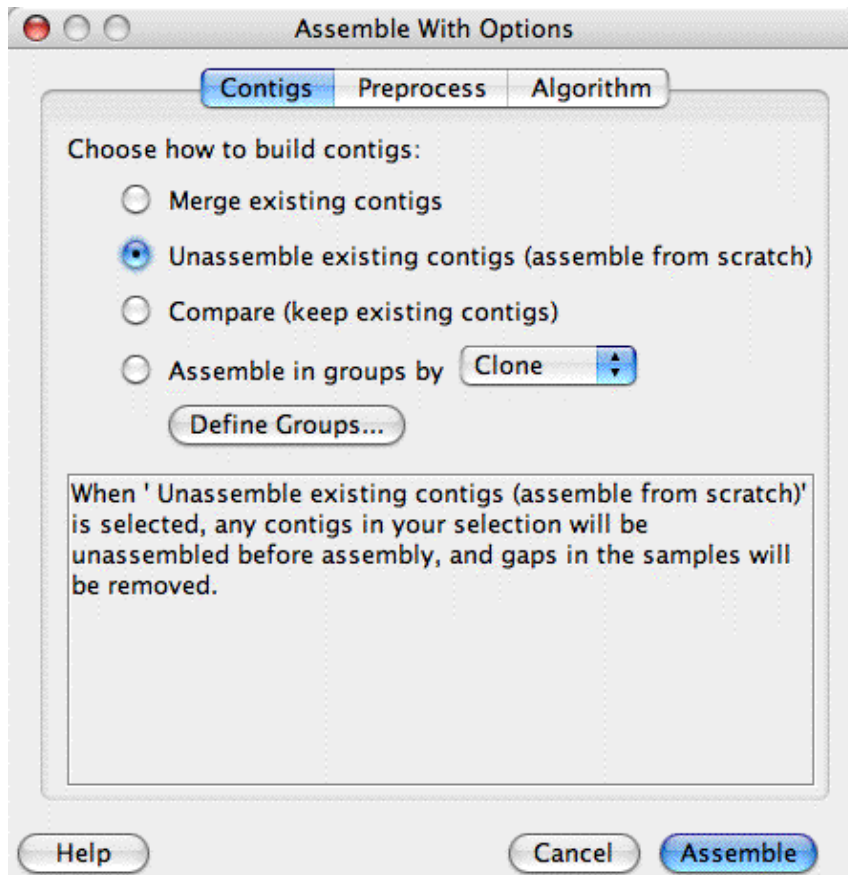 Assemble With Options
Contigs Preprocess Algorithm
Choose how to build contigs:
Merge existing contigs
Unassemble existing contigs (assemble from scratch)
Compare (keep existing contigs)
Assemble in groups by Clone
Define Groups...
When ' Unassemble existing contigs (assemble from scratch)'
is selected, any contigs in your selection will be
unassembled before assembly, and gaps in the samples will
be removed.
Help Cancel Assemble